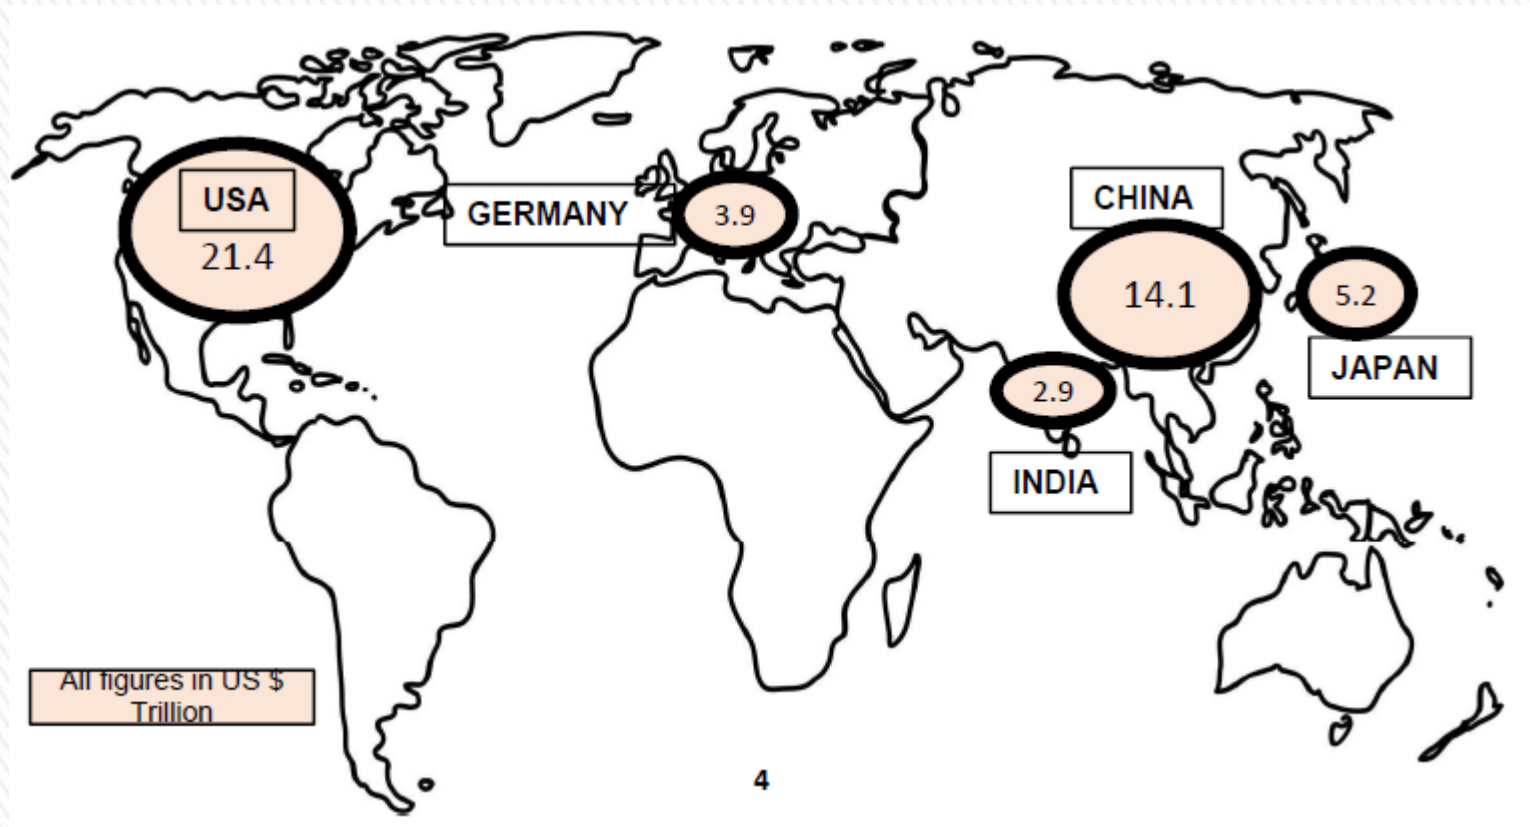 USA
21.4
GERMANY
3.9
CHINA
14.1
5.2
JAPAN
2.9
INDIA
All figures in US $
Trillion
4